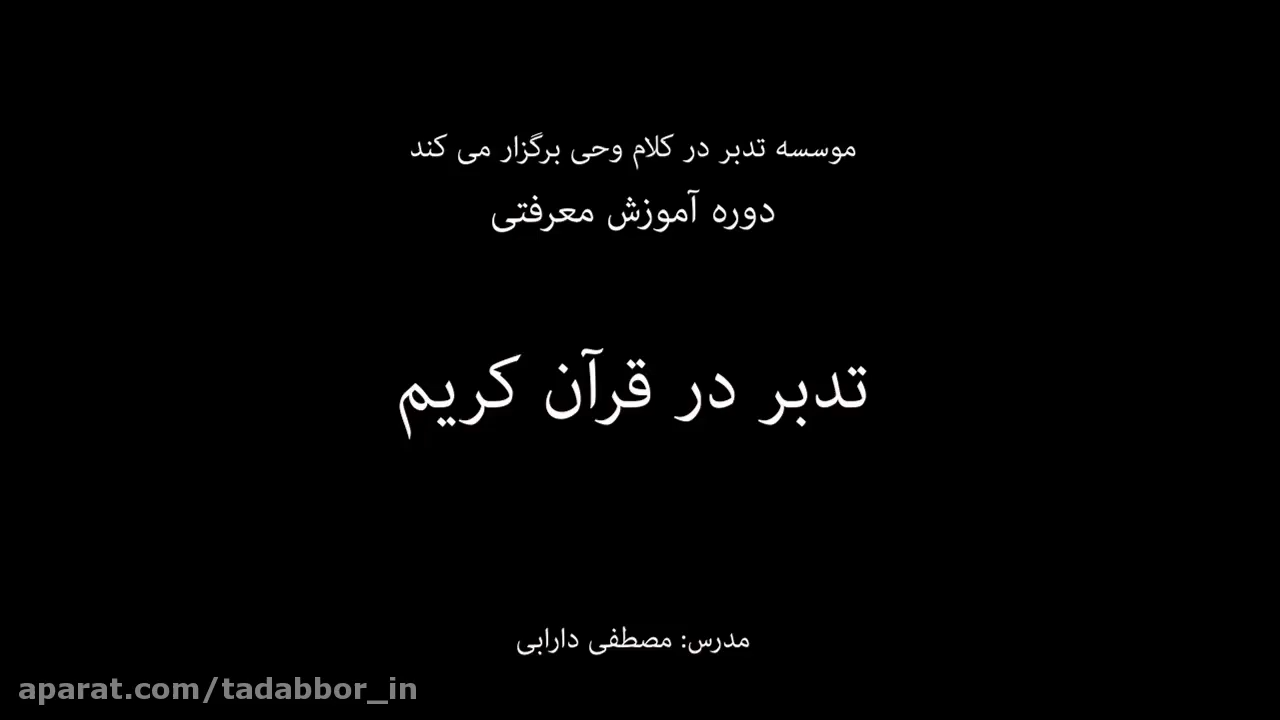 موسسه تدبر در کلام وحی برگزار می کند
دوره آموزش معرفتی
تدبر در قرآن کریم
مدرس: مصطفی دارابی
aparat.com/tadabbor_in